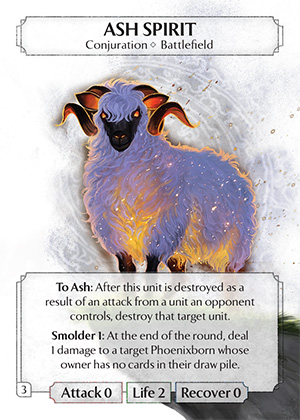 ASH SPIRIT
Conjuration ⬦ Battlefield
To Ash: After this unit is destroyed as a
result of an attack from a unit an opponent
controls, destroy that target unit.
Smolder 1: At the end of the round, deal
1 damage to a target Phoenixborn whose
owner has no cards in their draw pile.
3
Attack 0 Life 2 Recover 0